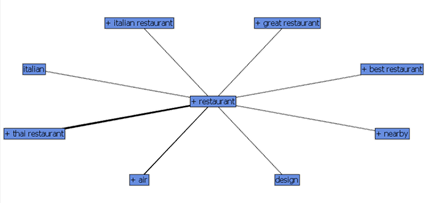 + italian restaurant
+ great restaurant
italian
+ best restaurant
+ restaurant
+ thai restaurant
+ nearby
+ air
design